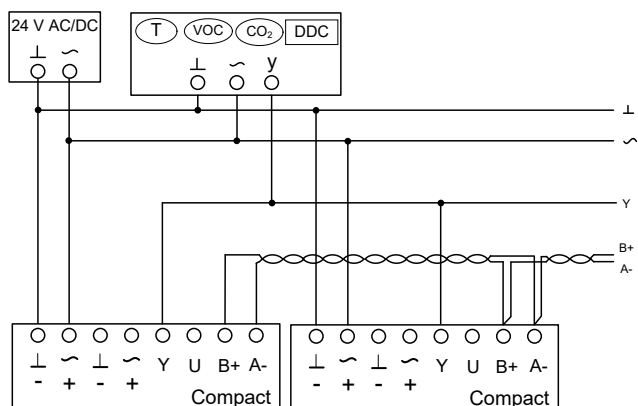 24 V AC/DC
⊥ ~
T VOC CO₂ DDC
⊥ ~ y
⊥
~
Y
B+
A-
⊥ ~ ⊥ ~ Y U B+ A-
- + - +
Compact
⊥ ~ ⊥ ~ Y U B+ A-
- + - +
Compact